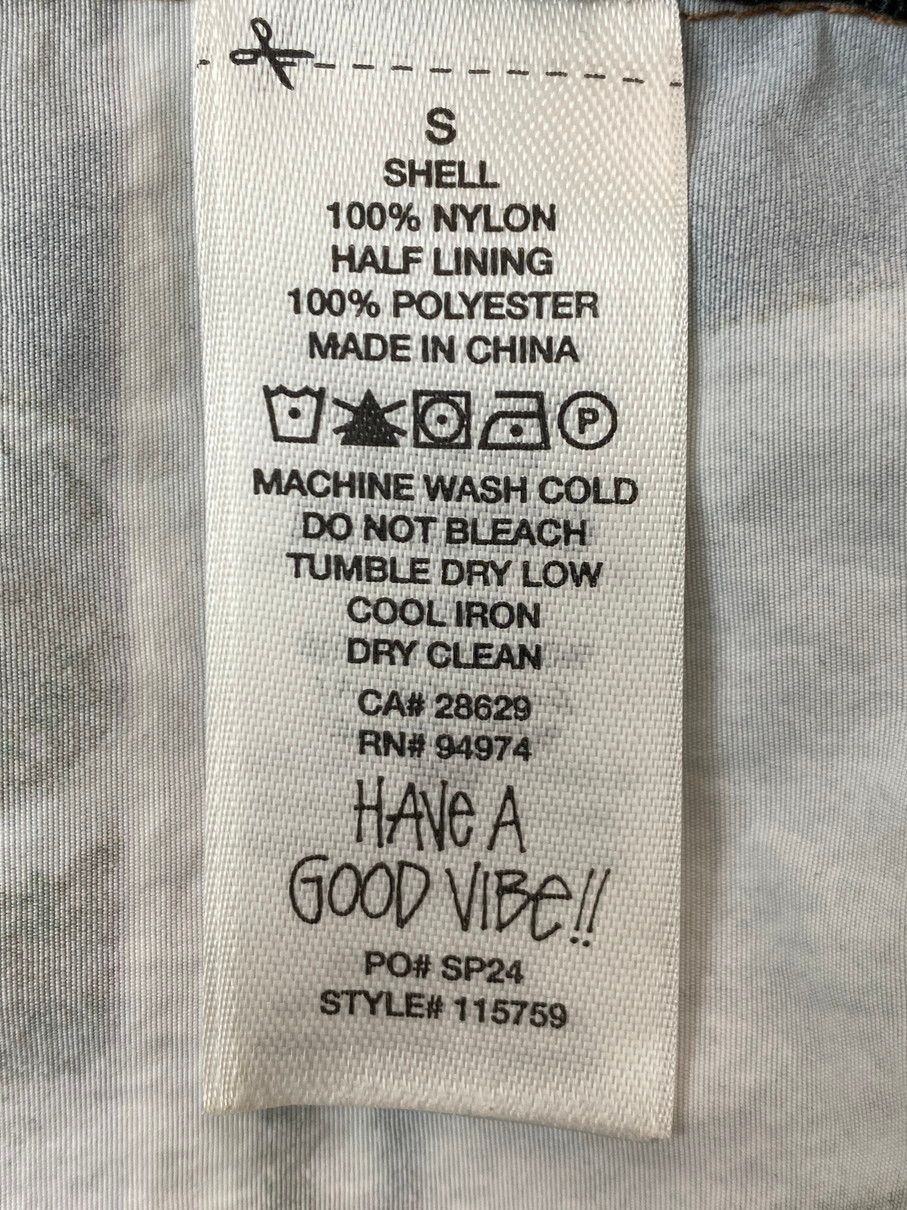 S
SHELL
100% NYLON
HALF LINING
100% POLYESTER
MADE IN CHINA
P
MACHINE WASH COLD
DO NOT BLEACH
TUMBLE DRY LOW
COOL IRON
DRY CLEAN
CA# 28629
RN# 94974
HAVe A
GOOD VIBe!!
PO# SP24
STYLE# 115759